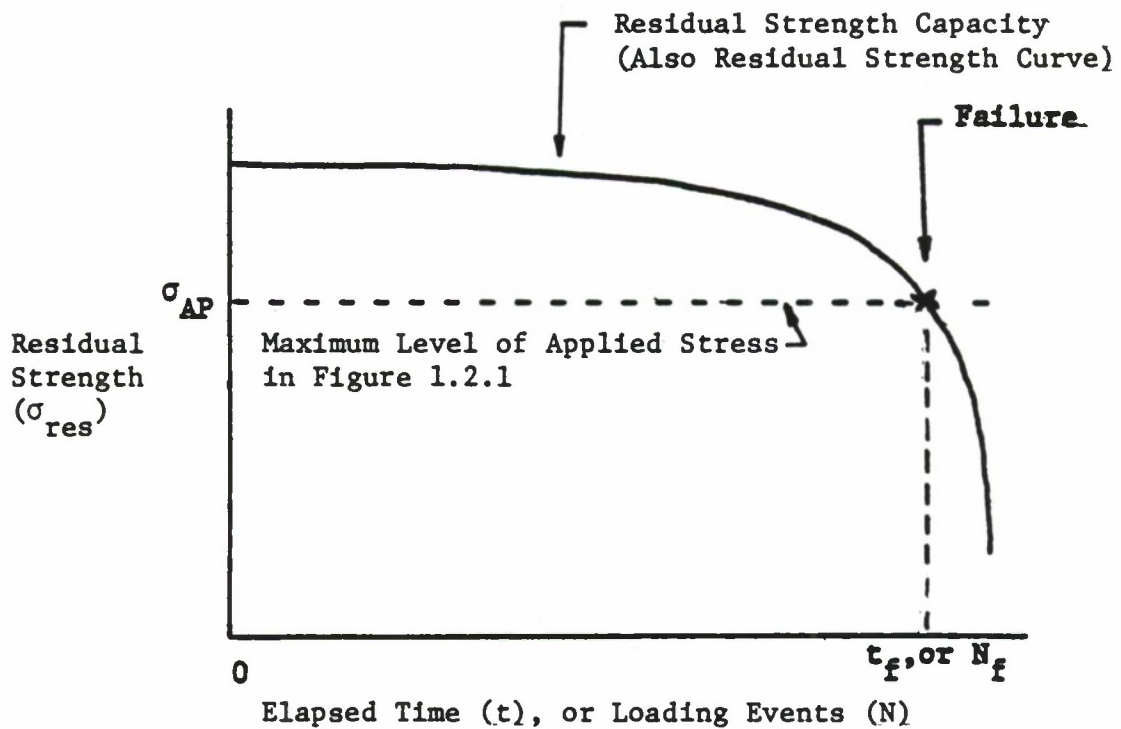 Residual Strength Capacity
(Also Residual Strength Curve)
Failure
σAP
Maximum Level of Applied Stress
in Figure 1.2.1
Residual
Strength
(σres)
tf, or Nf
0
Elapsed Time (t), or Loading Events (N)